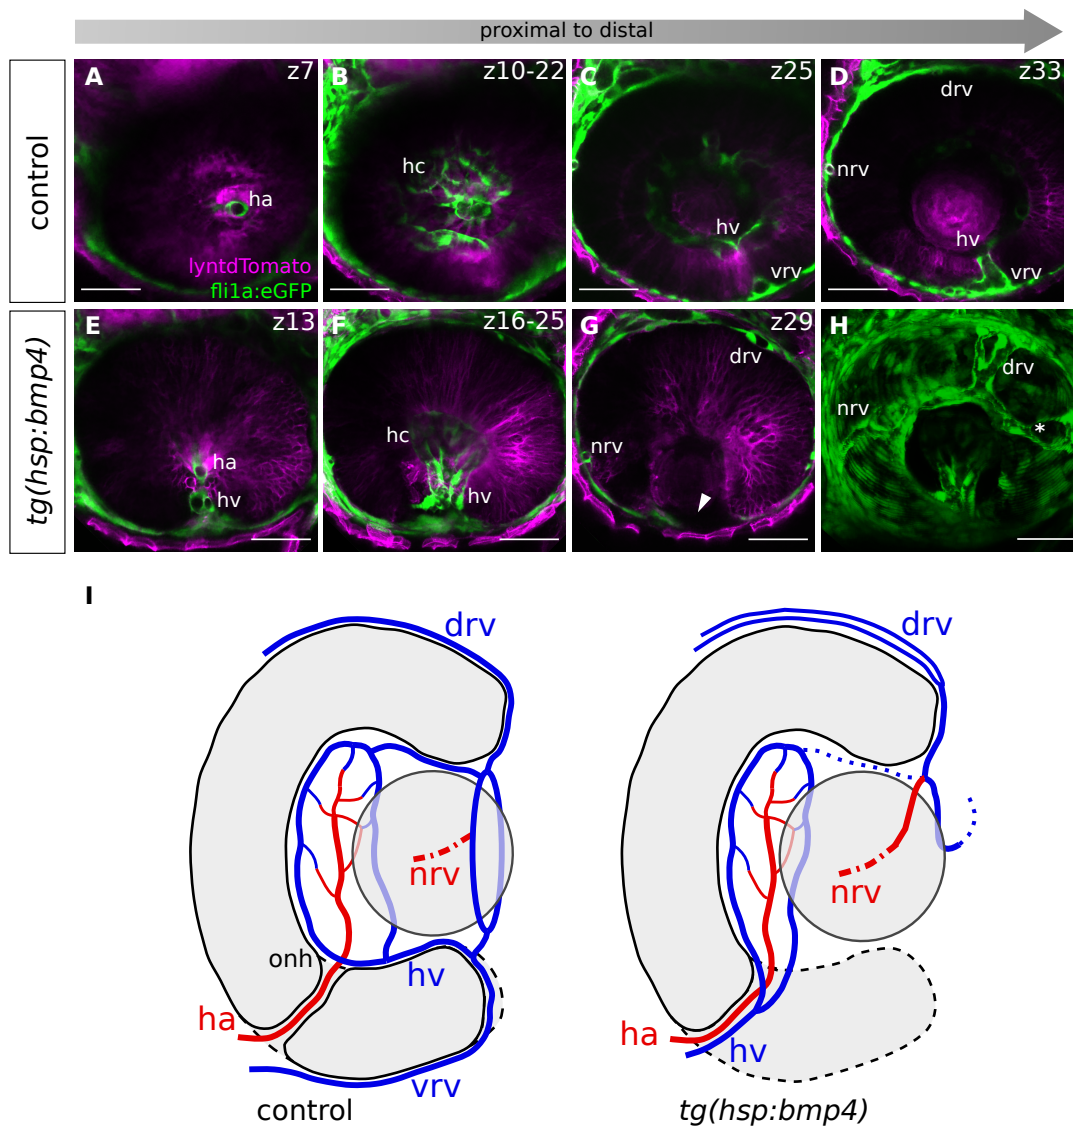 proximal to distal
control
A
z7
ha
lyntdTomato
fli1a:eGFP
B
z10-22
hc
C
z25
hv
vrv
D
z33
drv
nrv
hv
vrv
tg(hsp:bmp4)
E
z13
ha
hv
F
z16-25
hc
hv
G
z29
drv
nrv
H
drv
nrv
*
I
drv
nrv
onh
hv
ha
vrv
control
drv
nrv
ha
hv
tg(hsp:bmp4)